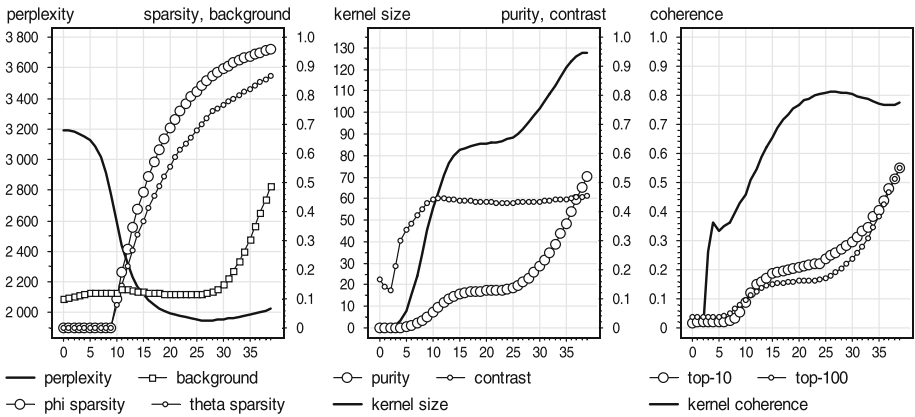 perplexity sparsity, background kernel size purity, contrast coherence
3 800 1.0 130 1.0 1.0
3 600 0.9 120 0.9 0.9
3 400 0.8 110 0.8 0.8
3 200 0.7 100 0.7 0.7
3 000 0.6 90 0.6 0.6
2 800 0.5 80 0.5 0.5
2 600 0.4 70 0.4 0.4
2 400 0.3 60 0.3 0.3
2 200 0.2 50 0.2 0.2
2 000 0.1 40 0.1 0.1
0 30 0 0
20
10
0
0 5 10 15 20 25 30 35 0 5 10 15 20 25 30 35 0 5 10 15 20 25 30 35
perplexity background purity contrast top-10 top-100
phi sparsity theta sparsity kernel size kernel coherence